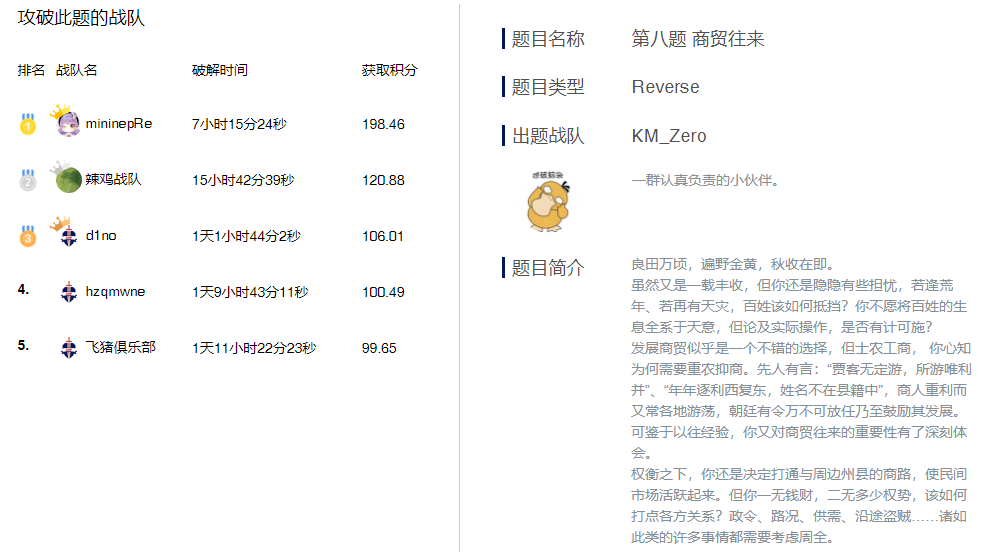 攻破此题的战队
排名 战队名 破解时间 获取积分
1 mininepRe 7小时15分24秒 198.46
2 辣鸡战队 15小时42分39秒 120.88
3 d1no 1天1小时44分2秒 106.01
4. hzqmwne 1天9小时43分11秒 100.49
5. 飞猪俱乐部 1天11小时22分23秒 99.65
题目名称 第八题 商贸往来
题目类型 Reverse
出题战队 KM_Zero
一群认真负责的小伙伴。
题目简介
良田万顷，遍野金黄，秋收在即。
虽然又是一载丰收，但你还是隐隐有些担忧，若逢荒
年、若再有天灾，百姓该如何抵挡？你不愿将百姓的生
息全系于天意，但论及实际操作，是否有计可施？
发展商贸似乎是一个不错的选择，但士农工商， 你心知
为何需要重农抑商。先人有言：“贾客无定游，所游唯利
并”、“年年逐利西复东，姓名不在县籍中”，商人重利而
又常各地游荡，朝廷有令万不可放任乃至鼓励其发展。
可鉴于以往经验，你又对商贸往来的重要性有了深刻体
会。
权衡之下，你还是决定打通与周边州县的商路，使民间
市场活跃起来。但你一无钱财，二无多少权势，该如何
打点各方关系？政令、路况、供需、沿途盗贼……诸如
此类的许多事情都需要考虑周全。